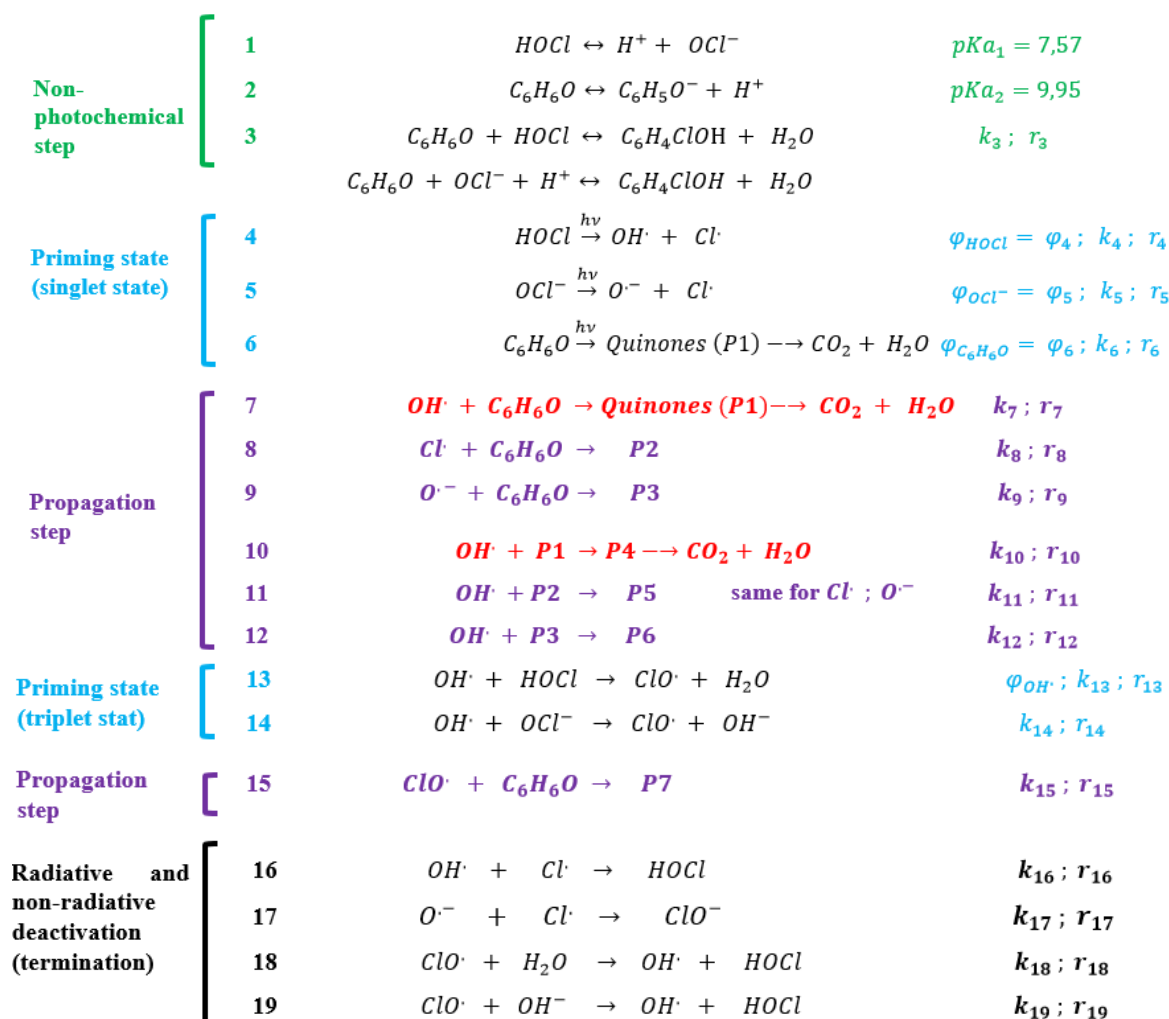 1 HOCl ↔ H⁺ + OCl⁻ pKa₁ = 7,57
Non-photochemical step
2 C₆H₆O ↔ C₆H₅O⁻ + H⁺ pKa₂ = 9,95
3 C₆H₆O + HOCl ↔ C₆H₄ClOH + H₂O k₃ ; r₃
C₆H₆O + OCl⁻ + H⁺ ↔ C₆H₄ClOH + H₂O
Priming state (singlet state)
4 HOCl →^{hν} OH˙ + Cl˙ φ_{HOCl} = φ₄ ; k₄ ; r₄
5 OCl⁻ →^{hν} O˙⁻ + Cl˙ φ_{OCl⁻} = φ₅ ; k₅ ; r₅
6 C₆H₆O →^{hν} Quinones (P1) ⟶ CO₂ + H₂O φ_{C₆H₆O} = φ₆ ; k₆ ; r₆
Propagation step
7 OH˙ + C₆H₆O → Quinones (P1) ⟶ CO₂ + H₂O k₇ ; r₇
8 Cl˙ + C₆H₆O → P2 k₈ ; r₈
9 O˙⁻ + C₆H₆O → P3 k₉ ; r₉
10 OH˙ + P1 → P4 ⟶ CO₂ + H₂O k₁₀ ; r₁₀
11 OH˙ + P2 → P5 same for Cl˙ ; O˙⁻ k₁₁ ; r₁₁
12 OH˙ + P3 → P6 k₁₂ ; r₁₂
Priming state (triplet stat)
13 OH˙ + HOCl → ClO˙ + H₂O φ_{OH˙} ; k₁₃ ; r₁₃
14 OH˙ + OCl⁻ → ClO˙ + OH⁻ k₁₄ ; r₁₄
Propagation step
15 ClO˙ + C₆H₆O → P7 k₁₅ ; r₁₅
Radiative and non-radiative deactivation (termination)
16 OH˙ + Cl˙ → HOCl k₁₆ ; r₁₆
17 O˙⁻ + Cl˙ → ClO⁻ k₁₇ ; r₁₇
18 ClO˙ + H₂O → OH˙ + HOCl k₁₈ ; r₁₈
19 ClO˙ + OH⁻ → OH˙ + HOCl k₁₉ ; r₁₉